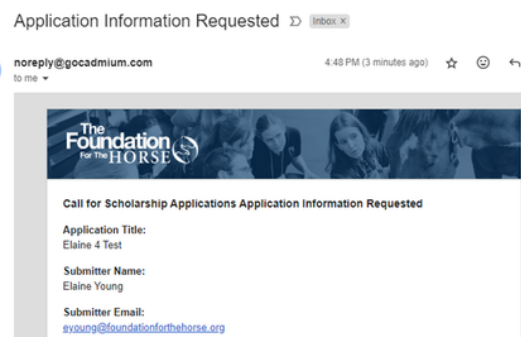 Application Information Requested
Inbox ×
noreply@gocadmium.com
4:48 PM (3 minutes ago)
to me
The
Foundation
For The HORSE
Call for Scholarship Applications Application Information Requested
Application Title:
Elaine 4 Test
Submitter Name:
Elaine Young
Submitter Email:
eyoung@foundationforthehorse.org